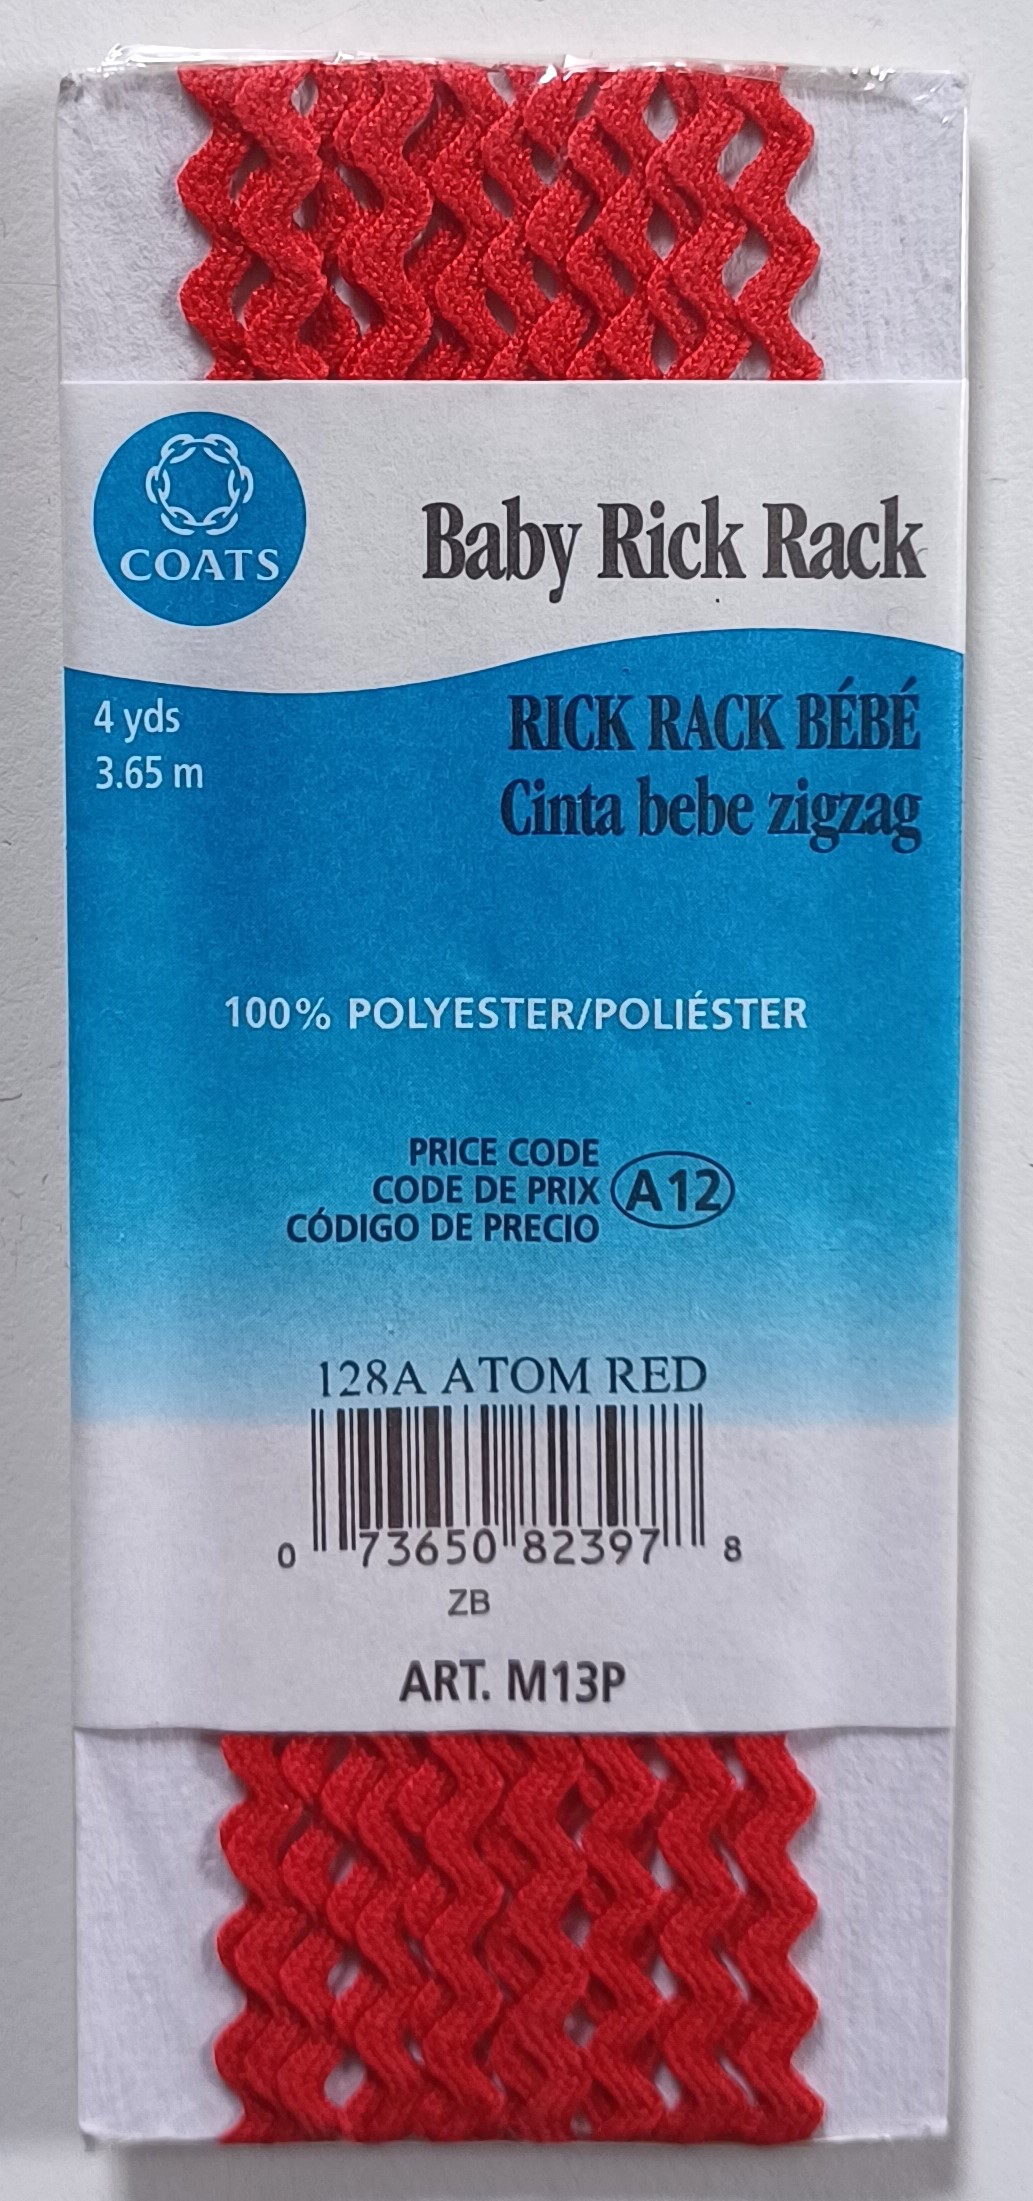 COATS
Baby Rick Rack
4 yds
3.65 m
RICK RACK BÉBÉ
Cinta bebe zigzag
100% POLYESTER/POLIÉSTER
PRICE CODE
CODE DE PRIX
CÓDIGO DE PRECIO
A12
128A ATOM RED
0 73650 82397 8
ZB
ART. M13P